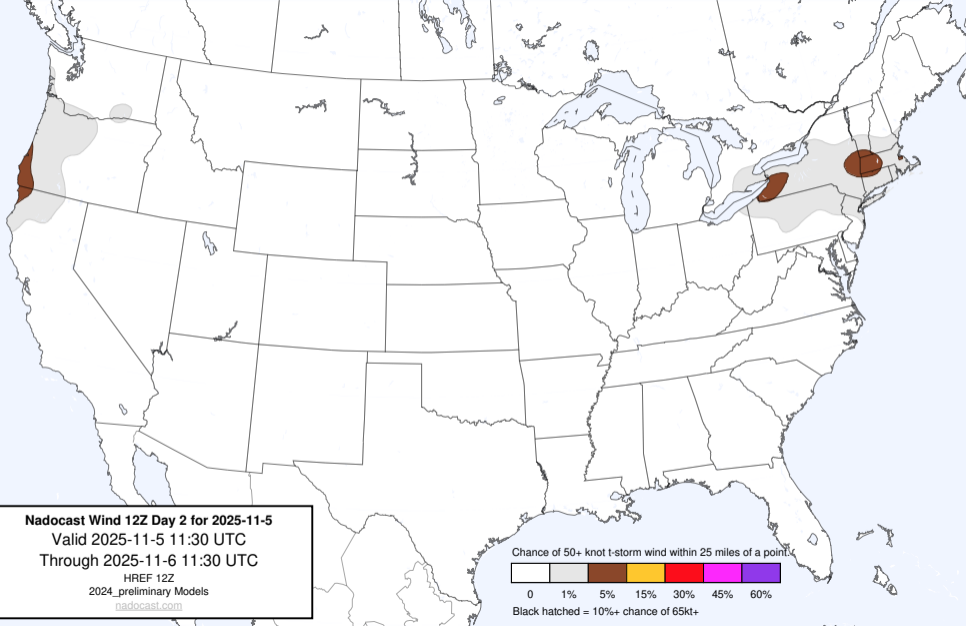 Nadocast Wind 12Z Day 2 for 2025-11-5
Valid 2025-11-5 11:30 UTC
Through 2025-11-6 11:30 UTC
HREF 12Z
2024_preliminary Models
nadocast.com
Chance of 50+ knot t-storm wind within 25 miles of a point.
0 1% 5% 15% 30% 45% 60%
Black hatched = 10%+ chance of 65kt+